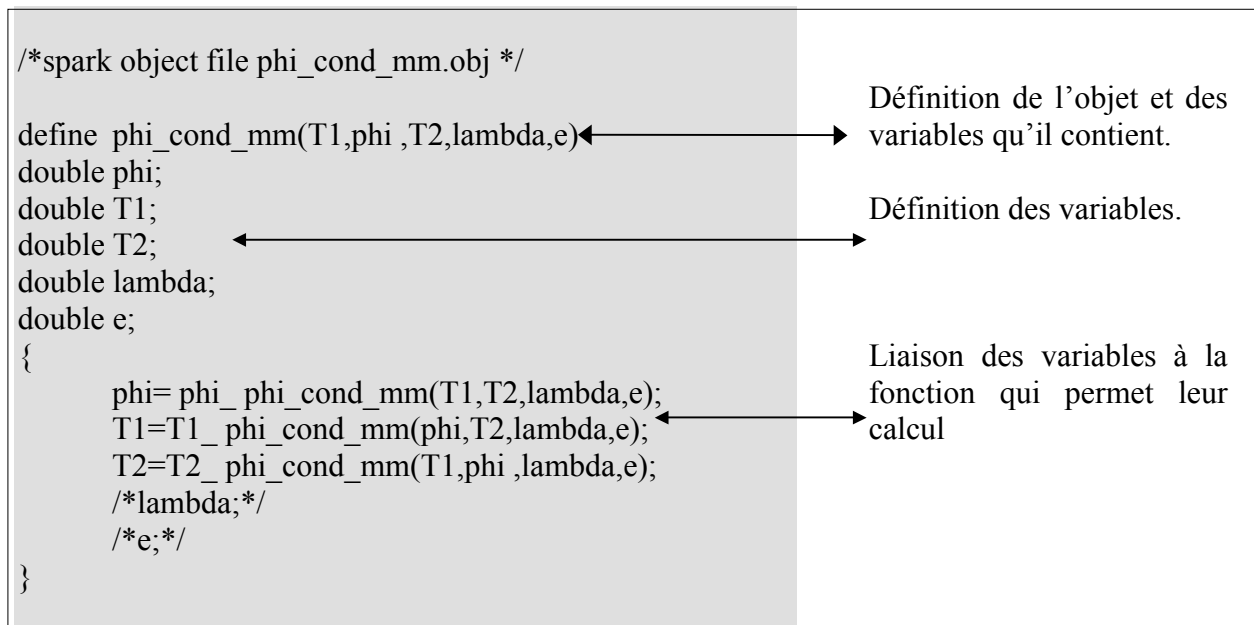 /*spark object file phi_cond_mm.obj */
define phi_cond_mm(T1,phi ,T2,lambda,e)
double phi;
double T1;
double T2;
double lambda;
double e;
{
phi= phi_ phi_cond_mm(T1,T2,lambda,e);
T1=T1_ phi_cond_mm(phi,T2,lambda,e);
T2=T2_ phi_cond_mm(T1,phi ,lambda,e);
/*lambda;*/
/*e;*/
}
Définition de l’objet et des
variables qu’il contient.
Définition des variables.
Liaison des variables à la
fonction qui permet leur
calcul